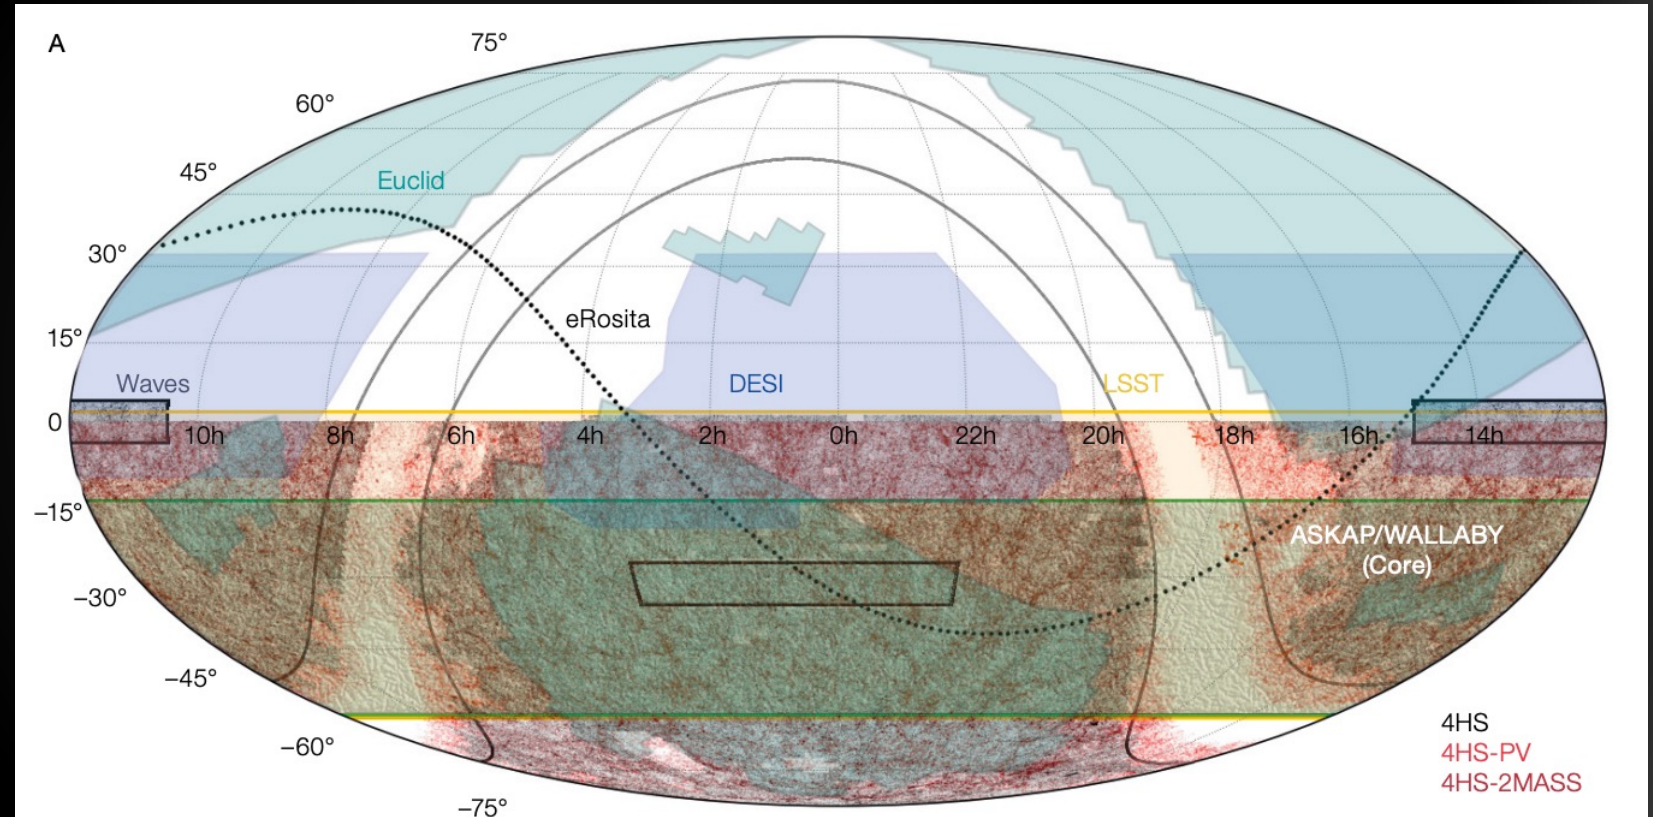 A
75°
60°
45°
Euclid
30°
eRosita
15°
Waves
DESI
LSST
0
10h
8h
6h
4h
2h
0h
22h
20h
18h
16h
14h
−15°
ASKAP/WALLABY
(Core)
−30°
−45°
4HS
−60°
4HS-PV
4HS-2MASS
−75°